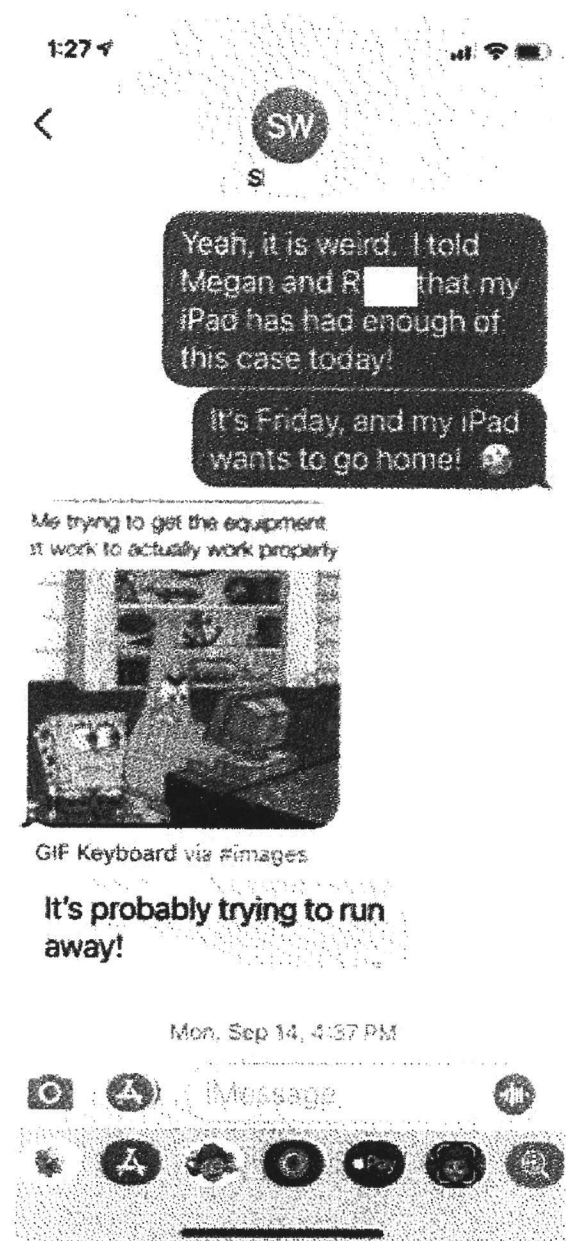 1:27
SW
S
Yeah, it is weird. I told
Megan and R that my
iPad has had enough of
this case today!
It's Friday, and my iPad
wants to go home!
Me trying to get the equipment
at work to actually work properly
GIF Keyboard via #images
It's probably trying to run
away!
Mon, Sep 14, 4:37 PM
iMessage
Pay